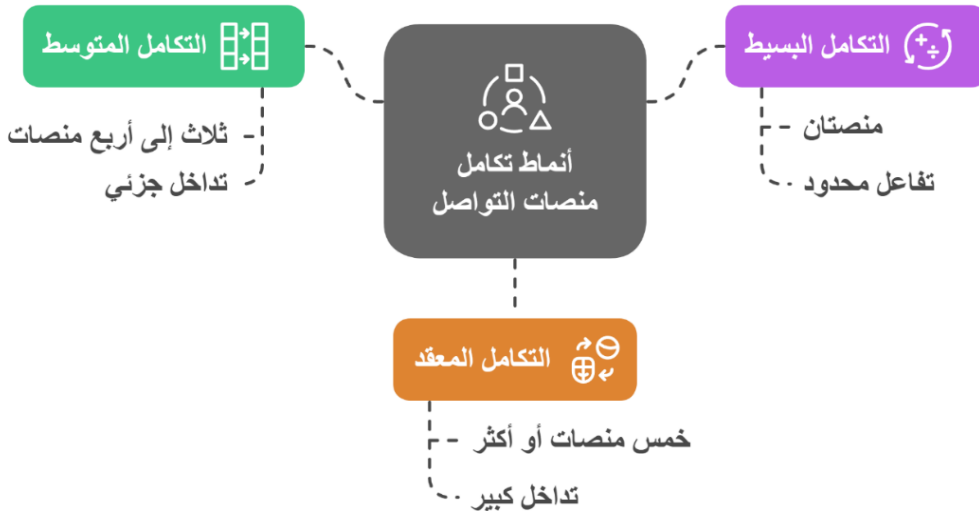 أنماط تكامل
منصات التواصل
التكامل البسيط
منصتان
تفاعل محدود
التكامل المتوسط
ثلاث إلى أربع منصات
تداخل جزئي
التكامل المعقد
خمس منصات أو أكثر
تداخل كبير